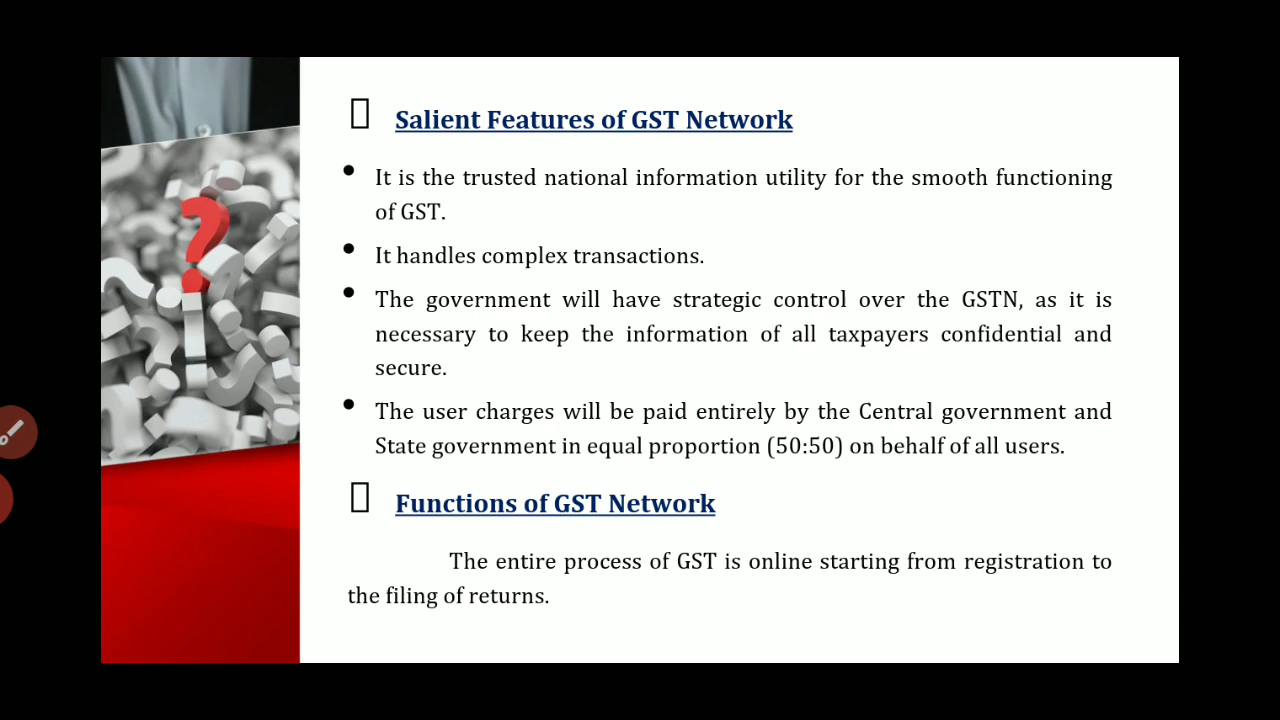 Salient Features of GST Network
• It is the trusted national information utility for the smooth functioning
of GST.
• It handles complex transactions.
• The government will have strategic control over the GSTN, as it is
necessary to keep the information of all taxpayers confidential and
secure.
• The user charges will be paid entirely by the Central government and
State government in equal proportion (50:50) on behalf of all users.
Functions of GST Network
The entire process of GST is online starting from registration to
the filing of returns.